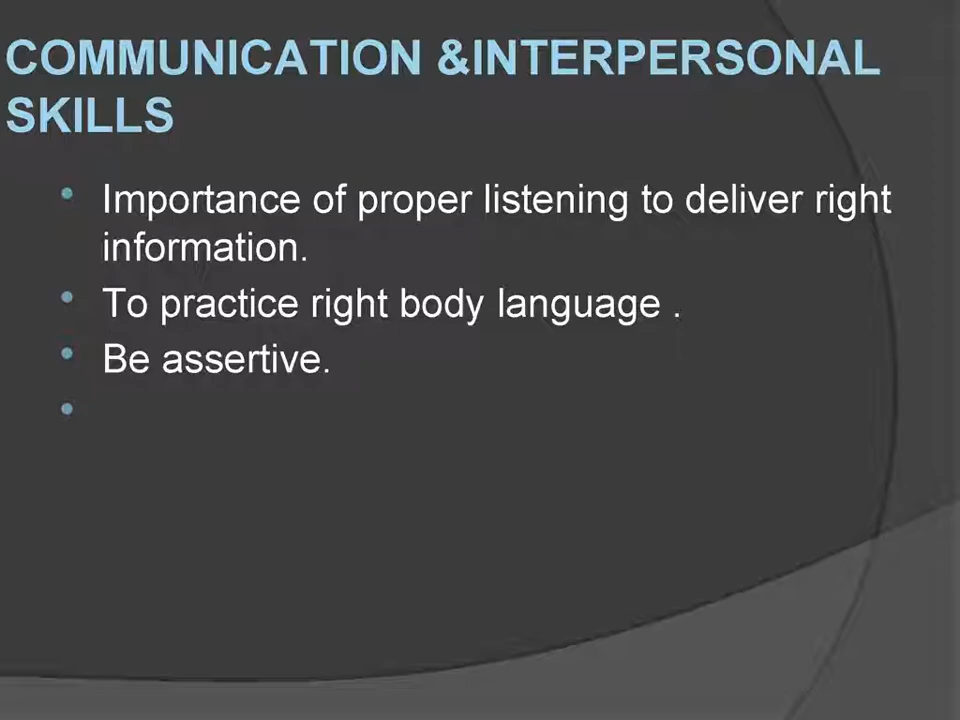 COMMUNICATION &INTERPERSONAL
SKILLS
• Importance of proper listening to deliver right
information.
• To practice right body language .
• Be assertive.
•